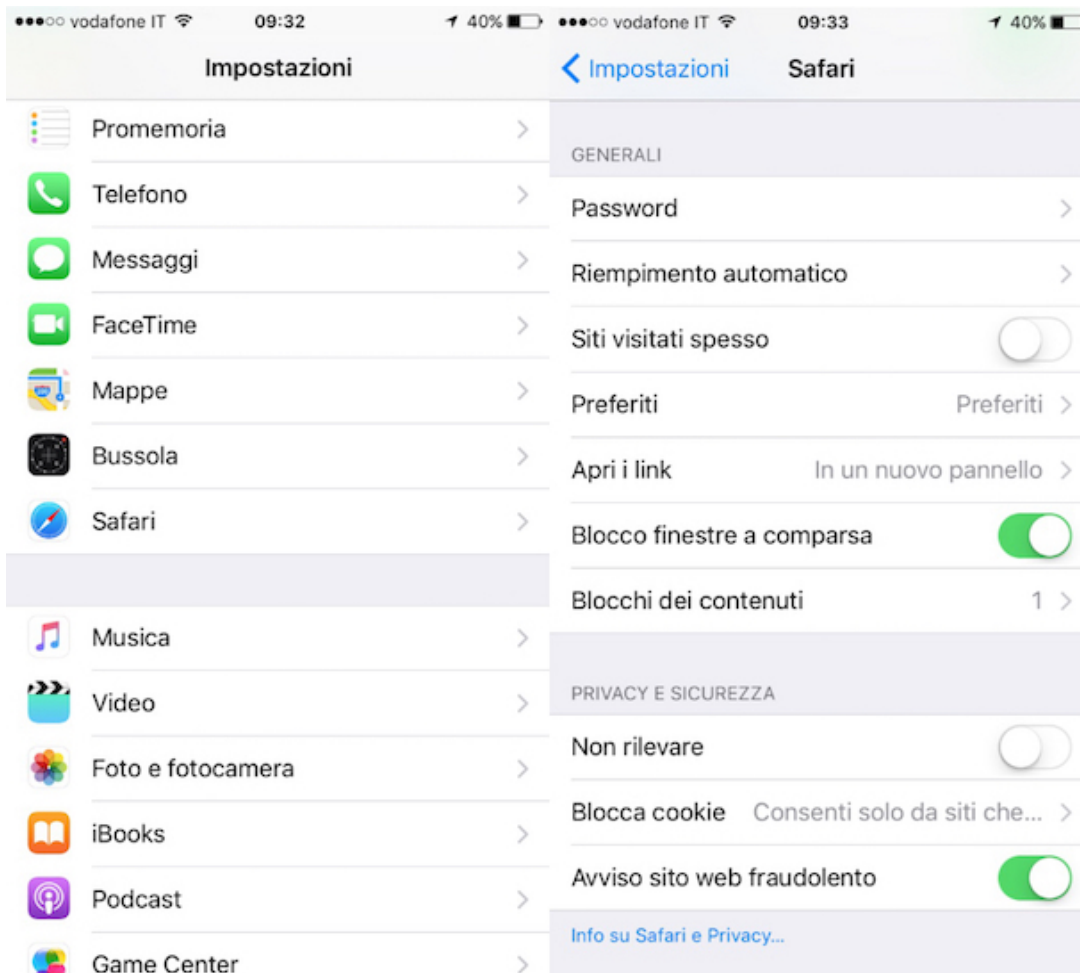 vodafone IT 09:32 40%
Impostazioni
Promemoria
Telefono
Messaggi
FaceTime
Mappe
Bussola
Safari
Musica
Video
Foto e fotocamera
iBooks
Podcast
Game Center
vodafone IT 09:33 40%
Impostazioni Safari
GENERALI
Password
Riempimento automatico
Siti visitati spesso
Preferiti Preferiti
Apri i link In un nuovo pannello
Blocco finestre a comparsa
Blocchi dei contenuti 1
PRIVACY E SICUREZZA
Non rilevare
Blocca cookie Consenti solo da siti che...
Avviso sito web fraudolento
Info su Safari e Privacy...